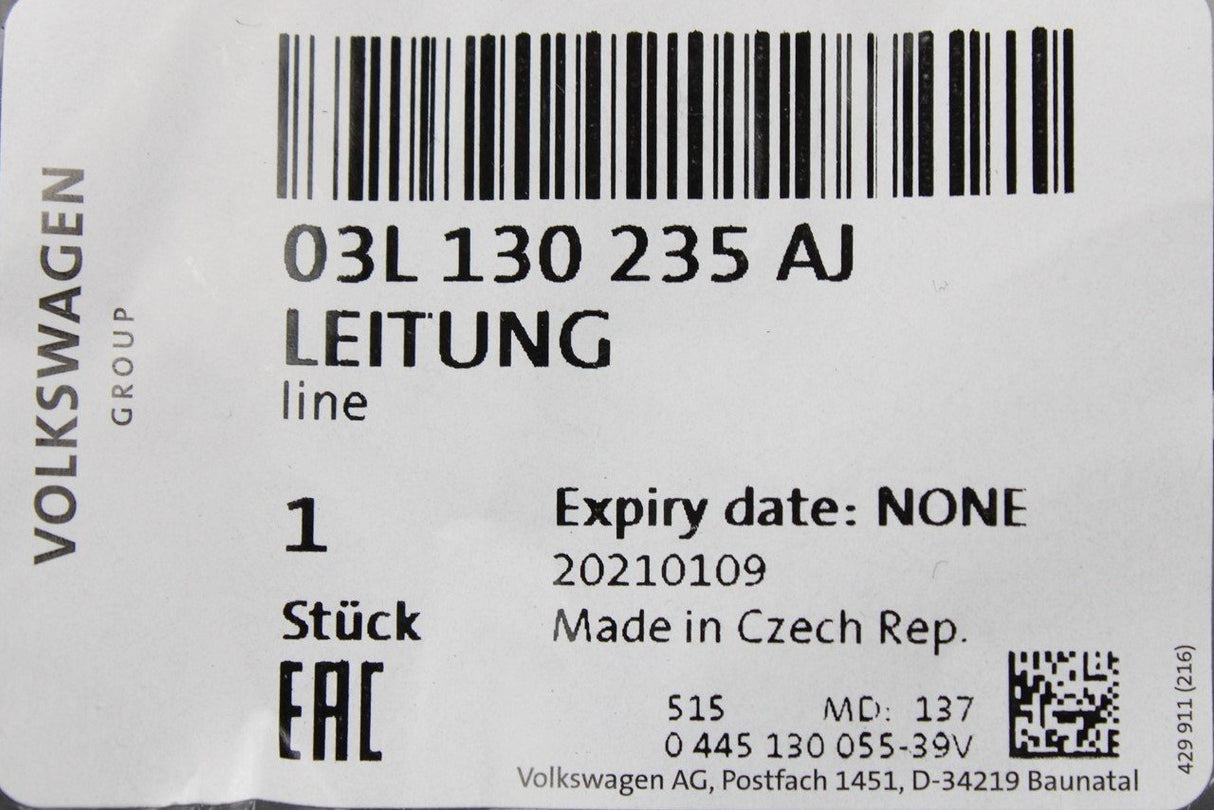 VOLKSWAGEN
GROUP
03L 130 235 AJ
LEITUNG
line
1
Expiry date: NONE
20210109
Stück
Made in Czech Rep.
EAC
515 MD: 137
0 445 130 055-39V
Volkswagen AG, Postfach 1451, D-34219 Baunatal
429 911 (216)